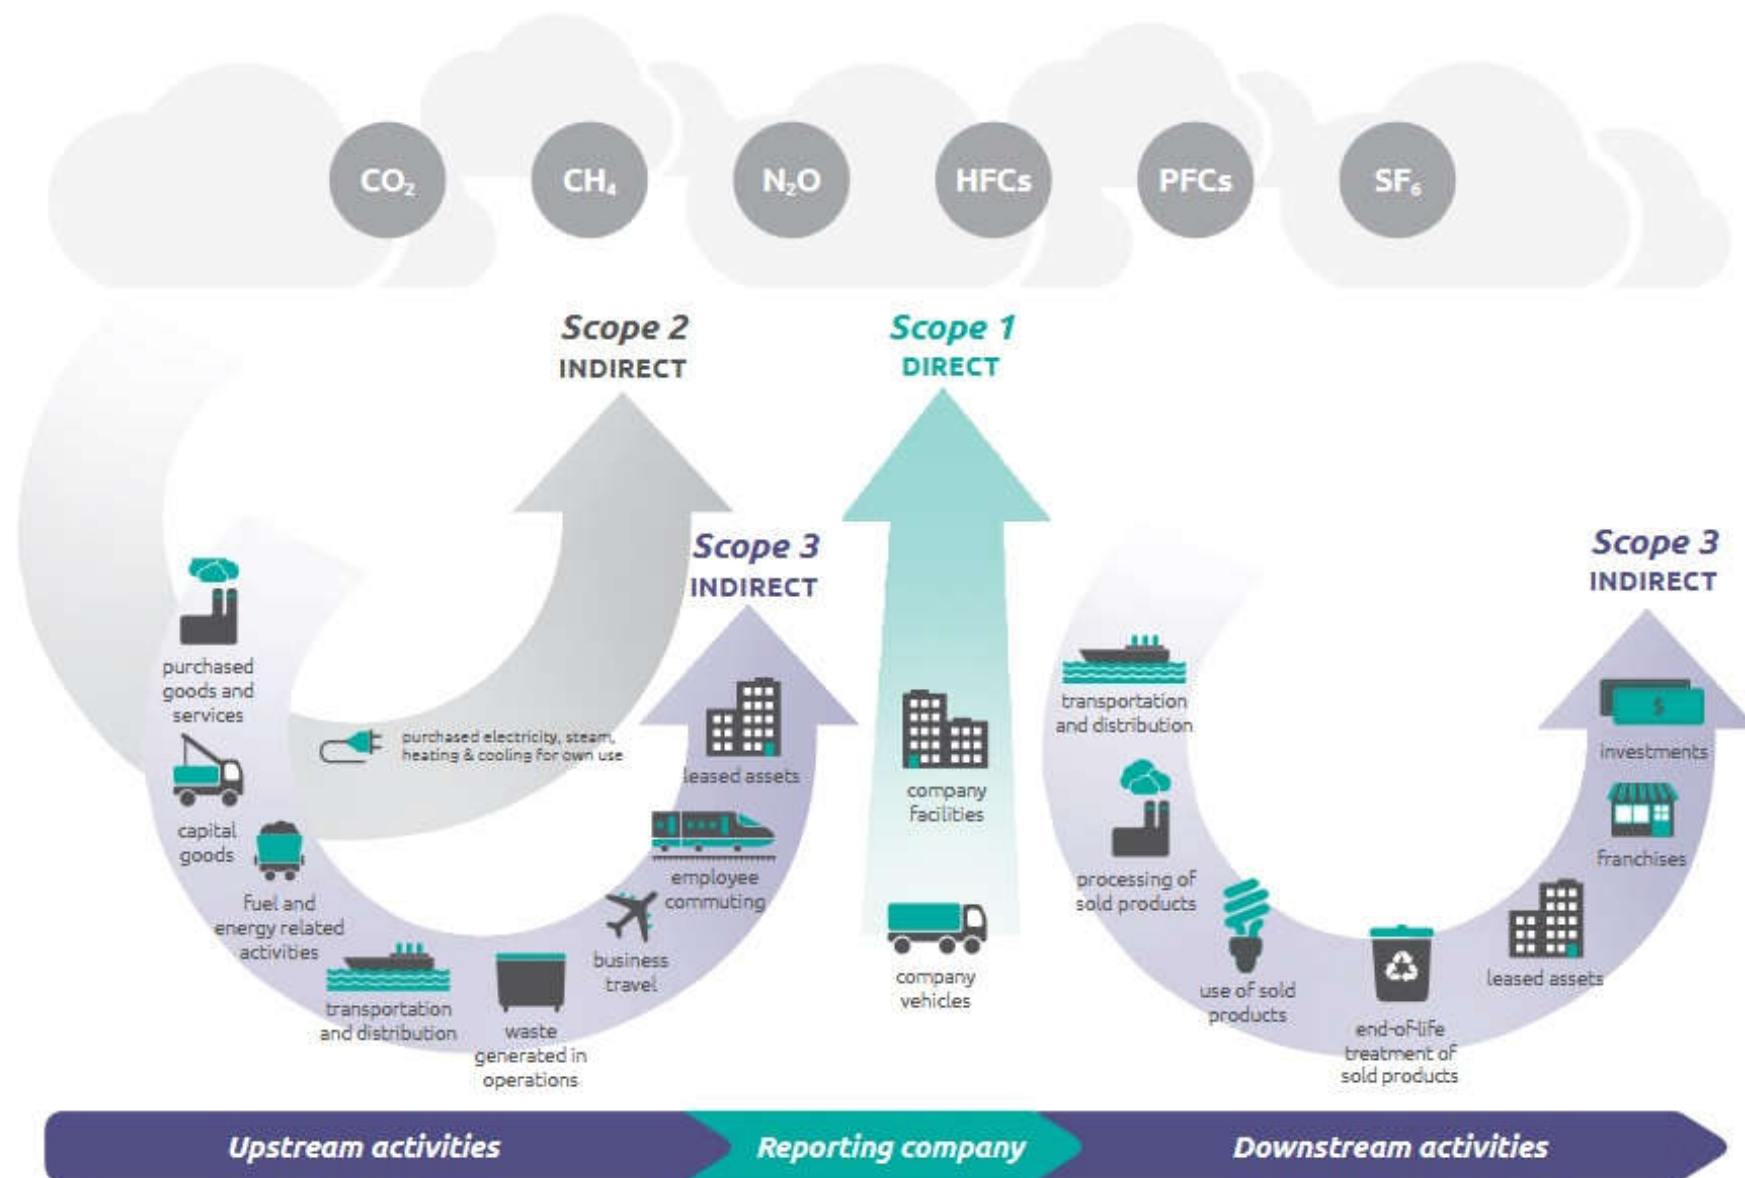 CO₂
CH₄
N₂O
HFCs
PFCs
SF₆
Scope 2
INDIRECT
Scope 1
DIRECT
Scope 3
INDIRECT
Scope 3
INDIRECT
purchased
goods and
services
capital
goods
fuel and
energy related
activities
transportation
and distribution
waste
generated in
operations
business
travel
employee
commuting
leased assets
purchased electricity, steam,
heating & cooling for own use
company
facilities
company
vehicles
transportation
and distribution
processing of
sold products
use of sold
products
end-of-life
treatment of
sold products
leased assets
franchises
investments
$
Upstream activities
Reporting company
Downstream activities